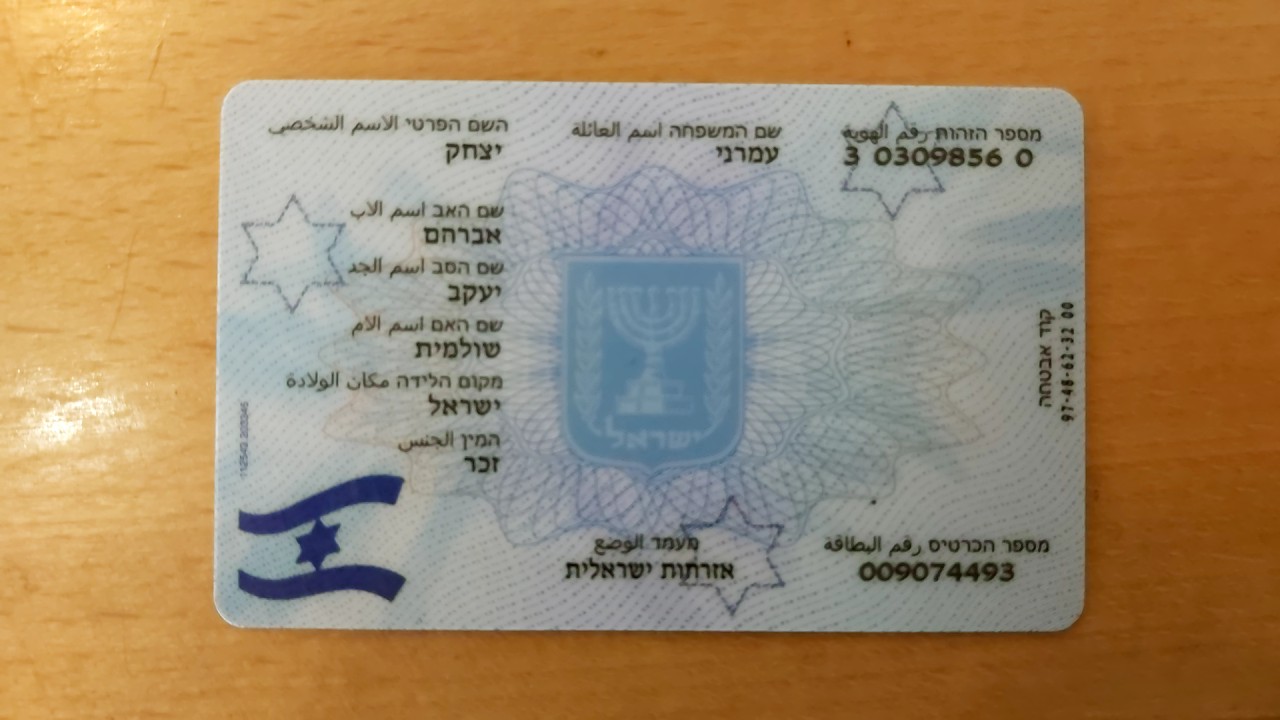 מספר הזהות رقم الهوية
3 0309856 0
שם המשפחה اسم العائلة
עמרני
השם הפרטי الاسم الشخصي
יצחק
שם האב اسم الاب
אברהם
שם הסב اسم الجد
יעקב
שם האם اسم الام
שולמית
מקום הלידה مكان الولادة
ישראל
המין الجنس
זכר
ישראל
קוד אבטחה
97-48-62-32 00
מעמד الوضع
אזרחות ישראלית
מספר הכרטיס رقم البطاقة
009074493